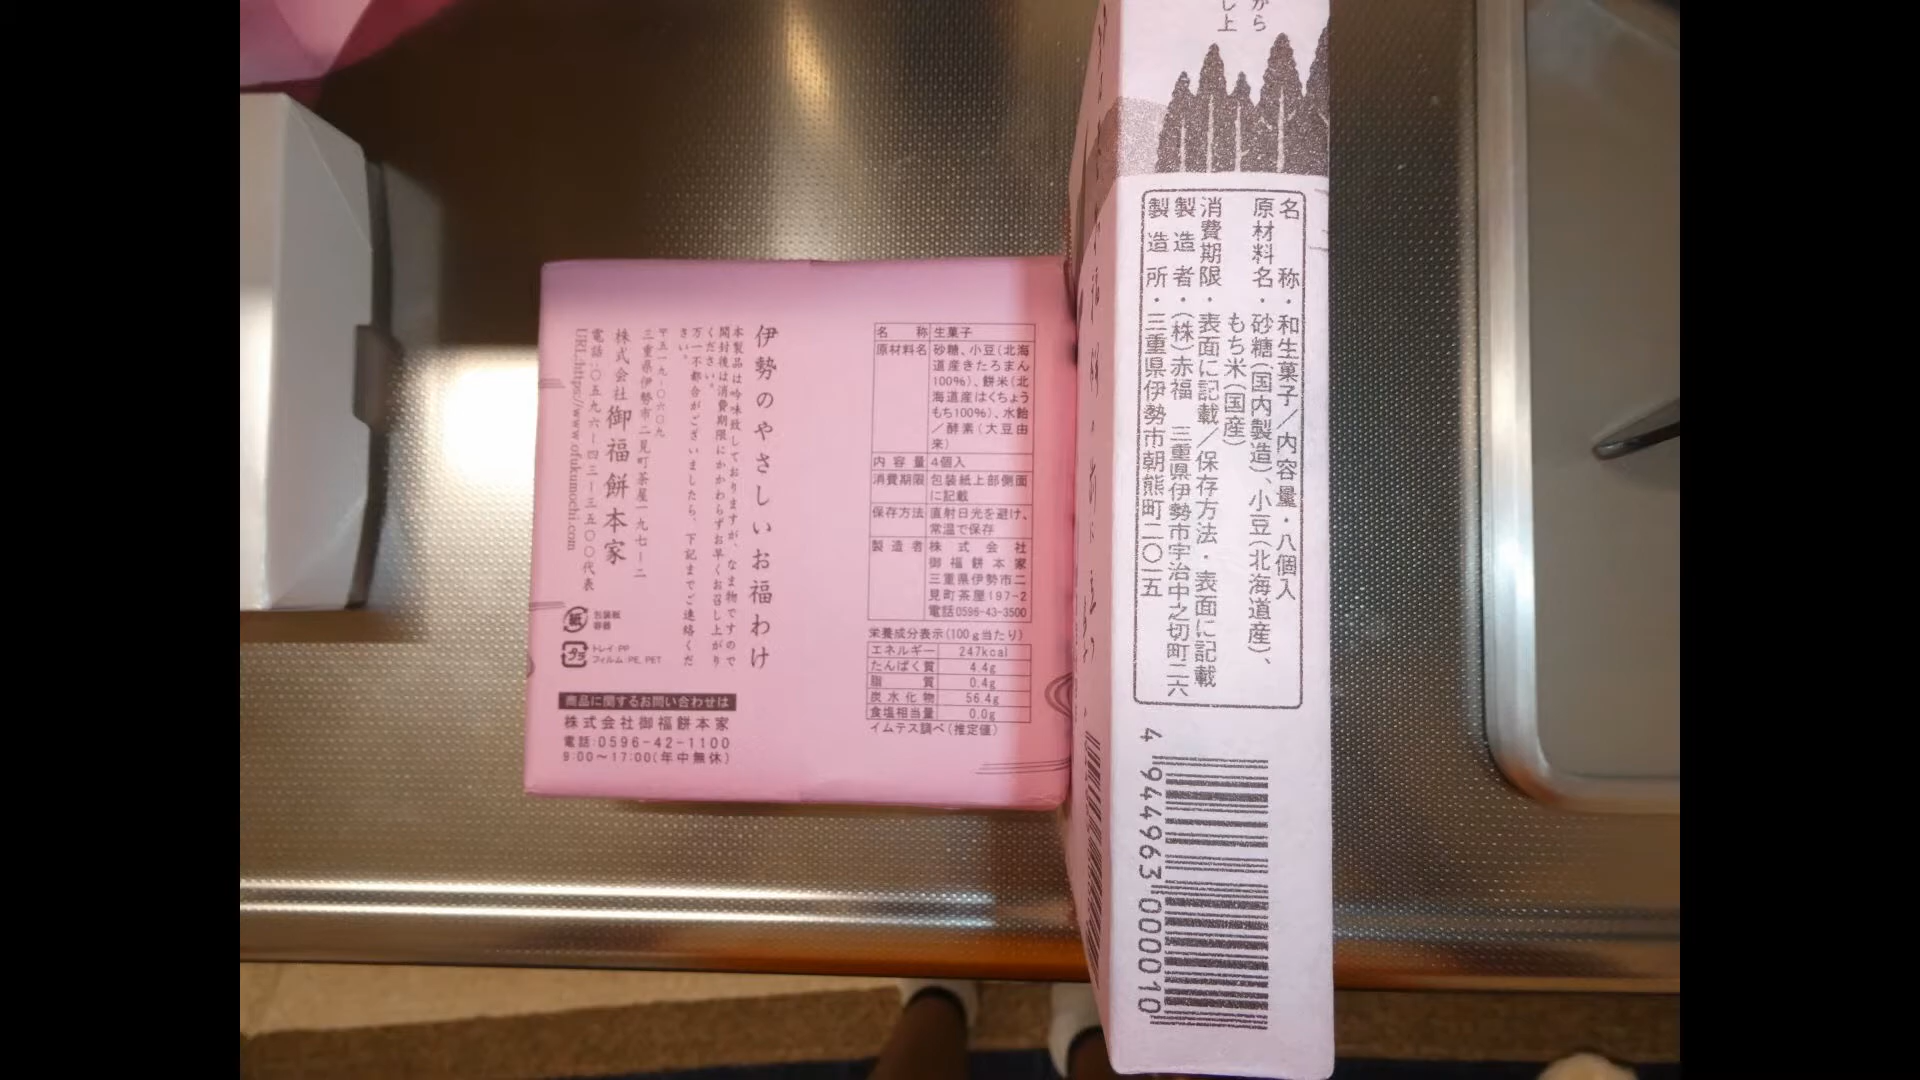 伊勢のやさしいお福わけ
本製品は吟味致しておりますが、なま物ですので
開封後は消費期限にかかわらずお早くお召し上がり
ください。
万一不都合がございましたら、下記までご連絡くだ
さい。
〒五一九−〇六〇九
三重県伊勢市二見町茶屋一九七−二
株式会社 御福餅本家
電話:〇五九六−四三−三五〇〇代表
URL:https://www.ofukumochi.com
紙
包装紙
容器
プラ
トレイ:PP
フィルム:PE, PET
商品に関するお問い合わせは
株式会社御福餅本家
電話:0596-42-1100
9:00〜17:00(年中無休)
名称 生菓子
原材料名 砂糖、小豆(北海
道産きたろまん
100%)、餅米(北
海道産はくちょう
もち100%)、水飴
/酵素(大豆由
来)
内容量 4個入
消費期限 包装紙上部側面
に記載
保存方法 直射日光を避け、
常温で保存
製造者 株式会社
御福餅本家
三重県伊勢市二
見町茶屋197-2
電話0596-43-3500
栄養成分表示(100g当たり)
エネルギー 247kcal
たんぱく質 4.4g
脂質 0.4g
炭水化物 56.4g
食塩相当量 0.0g
イムテス調べ(推定値)
から
し上
名称・和生菓子/内容量・八個入
原材料名・砂糖(国内製造)、小豆(北海道産)、
もち米(国産)
消費期限・表面に記載/保存方法・表面に記載
製造者・(株)赤福 三重県伊勢市宇治中之切町二六
製造所・三重県伊勢市朝熊町二〇一五
4 944963 000010